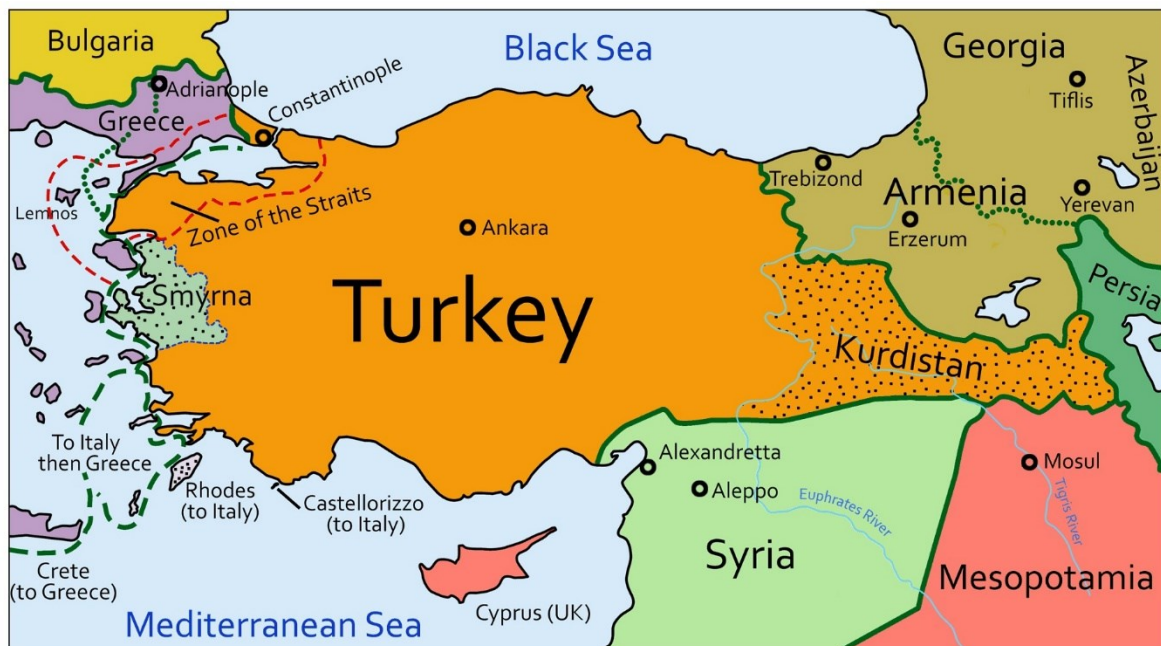 Bulgaria
Black Sea
Georgia
Azerbaijan
Adrianople
Constantinople
Tiflis
Greece
Trebizond
Armenia
Yerevan
Lemnos
Zone of the Straits
Ankara
Erzerum
Persia
Smyrna
Turkey
Kurdistan
To Italy
then Greece
Rhodes
(to Italy)
Castellorizzo
(to Italy)
Alexandretta
Aleppo
Euphrates River
Mosul
Tigris River
Crete
(to Greece)
Cyprus (UK)
Syria
Mesopotamia
Mediterranean Sea